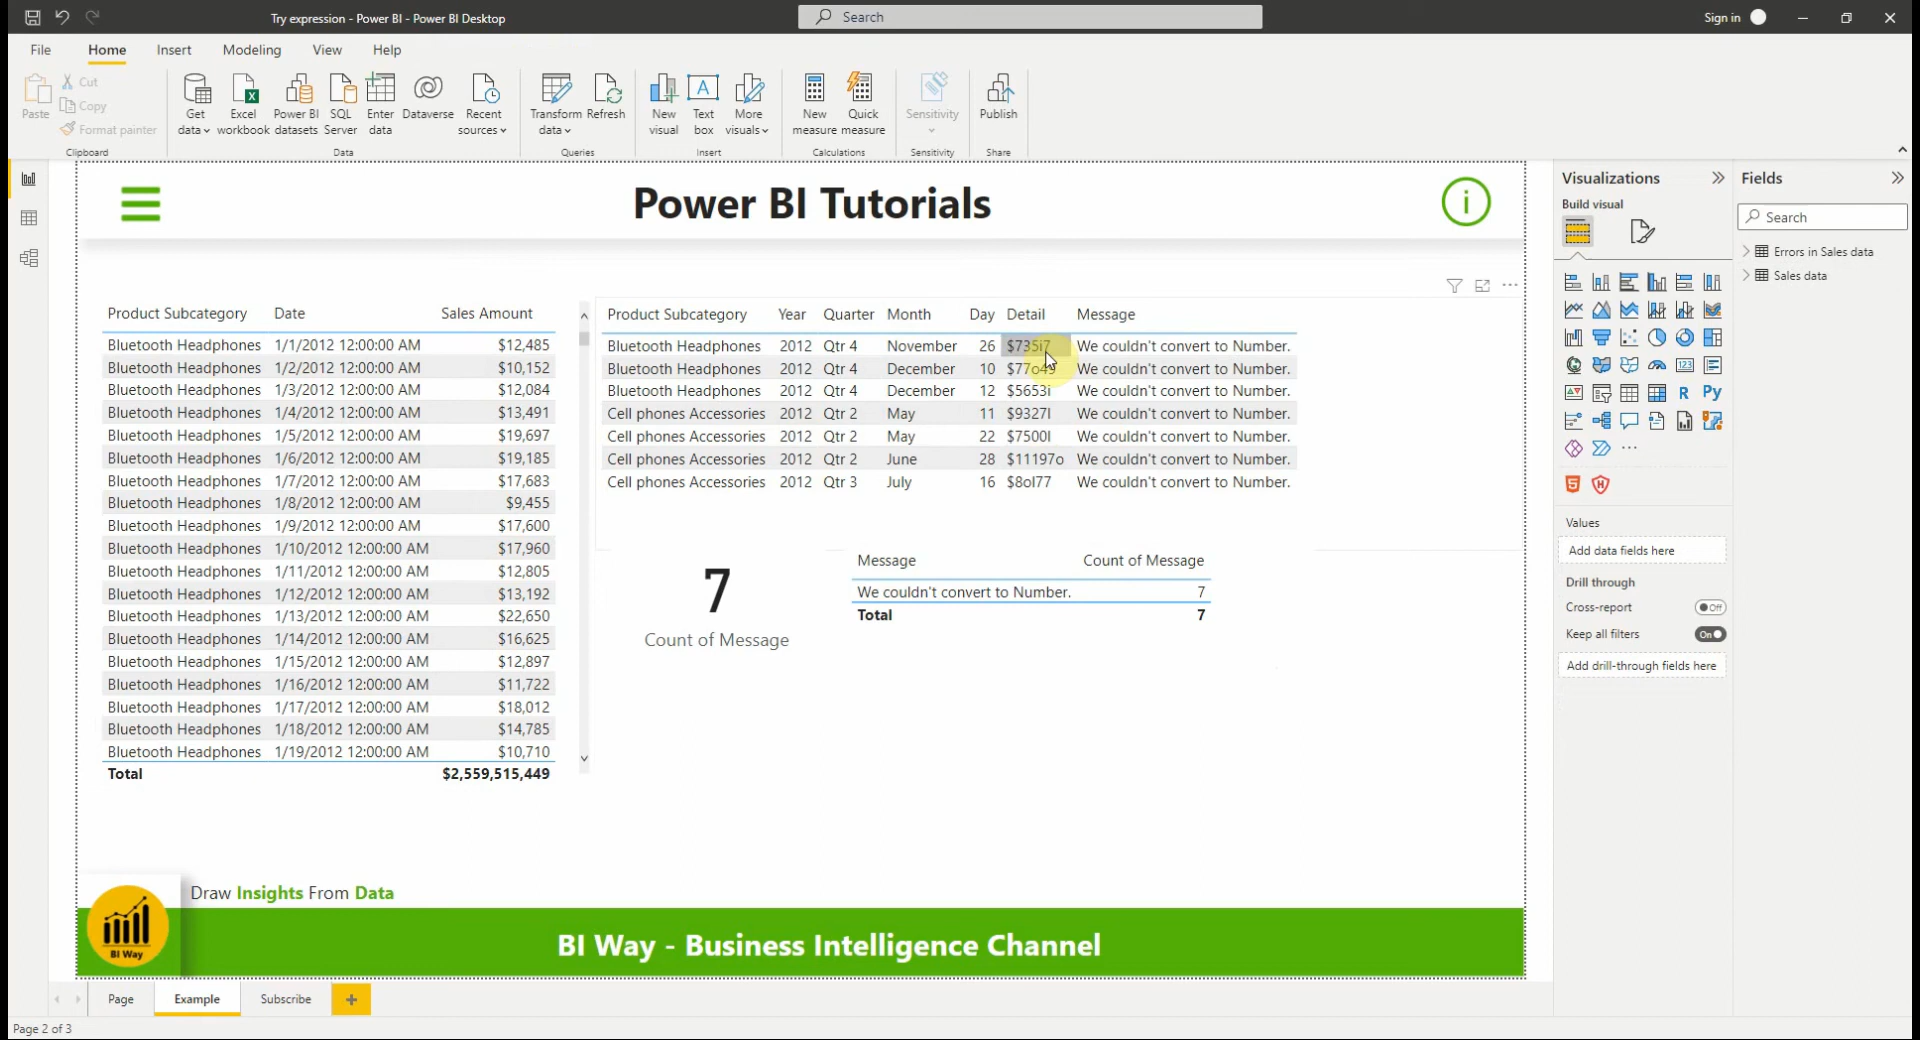 Try expression - Power BI - Power BI Desktop
Search
Sign in
File Home Insert Modeling View Help
Paste
Cut
Copy
Format painter
Get data
Excel workbook
Power BI datasets
SQL Server
Enter data
Dataverse
Recent sources
Transform data
Refresh
New visual
Text box
More visuals
New measure
Quick measure
Sensitivity
Publish
Clipboard Data Queries Insert Calculations Sensitivity Share
Power BI Tutorials
Product Subcategory Date Sales Amount
Bluetooth Headphones 1/1/2012 12:00:00 AM $12,485
Bluetooth Headphones 1/2/2012 12:00:00 AM $10,152
Bluetooth Headphones 1/3/2012 12:00:00 AM $12,084
Bluetooth Headphones 1/4/2012 12:00:00 AM $13,491
Bluetooth Headphones 1/5/2012 12:00:00 AM $19,697
Bluetooth Headphones 1/6/2012 12:00:00 AM $19,185
Bluetooth Headphones 1/7/2012 12:00:00 AM $17,683
Bluetooth Headphones 1/8/2012 12:00:00 AM $9,455
Bluetooth Headphones 1/9/2012 12:00:00 AM $17,600
Bluetooth Headphones 1/10/2012 12:00:00 AM $17,960
Bluetooth Headphones 1/11/2012 12:00:00 AM $12,805
Bluetooth Headphones 1/12/2012 12:00:00 AM $13,192
Bluetooth Headphones 1/13/2012 12:00:00 AM $22,650
Bluetooth Headphones 1/14/2012 12:00:00 AM $16,625
Bluetooth Headphones 1/15/2012 12:00:00 AM $12,897
Bluetooth Headphones 1/16/2012 12:00:00 AM $11,722
Bluetooth Headphones 1/17/2012 12:00:00 AM $18,012
Bluetooth Headphones 1/18/2012 12:00:00 AM $14,785
Bluetooth Headphones 1/19/2012 12:00:00 AM $10,710
Total $2,559,515,449
Product Subcategory Year Quarter Month Day Detail Message
Bluetooth Headphones 2012 Qtr 4 November 26 $735i7 We couldn't convert to Number.
Bluetooth Headphones 2012 Qtr 4 December 10 $77o49 We couldn't convert to Number.
Bluetooth Headphones 2012 Qtr 4 December 12 $5653i We couldn't convert to Number.
Cell phones Accessories 2012 Qtr 2 May 11 $9327l We couldn't convert to Number.
Cell phones Accessories 2012 Qtr 2 May 22 $7500l We couldn't convert to Number.
Cell phones Accessories 2012 Qtr 2 June 28 $11197o We couldn't convert to Number.
Cell phones Accessories 2012 Qtr 3 July 16 $8ol77 We couldn't convert to Number.
7
Count of Message
Message Count of Message
We couldn't convert to Number. 7
Total 7
Draw Insights From Data
BI Way
BI Way - Business Intelligence Channel
Visualizations
Build visual
R Py
Values
Add data fields here
Drill through
Cross-report Off
Keep all filters On
Add drill-through fields here
Fields
Search
Errors in Sales data
Sales data
Page Example Subscribe
Page 2 of 3